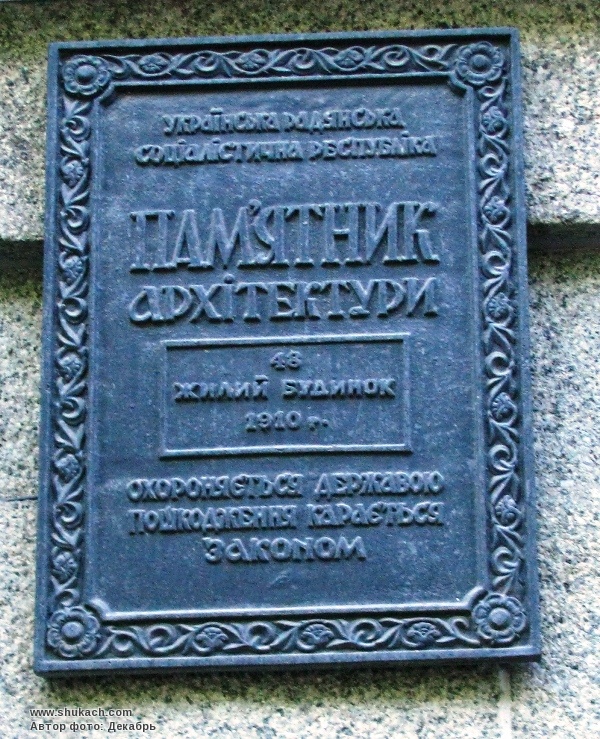 Українська Радянська
Соціалістична Республіка
ПАМ'ЯТНИК
АРХІТЕКТУРИ
48
ЖИЛИЙ БУДИНОК
1910 р.
ОХОРОНЯЄТЬСЯ ДЕРЖАВОЮ
ПОШКОДЖЕННЯ КАРАЄТЬСЯ
ЗАКОНОМ
www.shukach.com
Автор фото: Декабрь